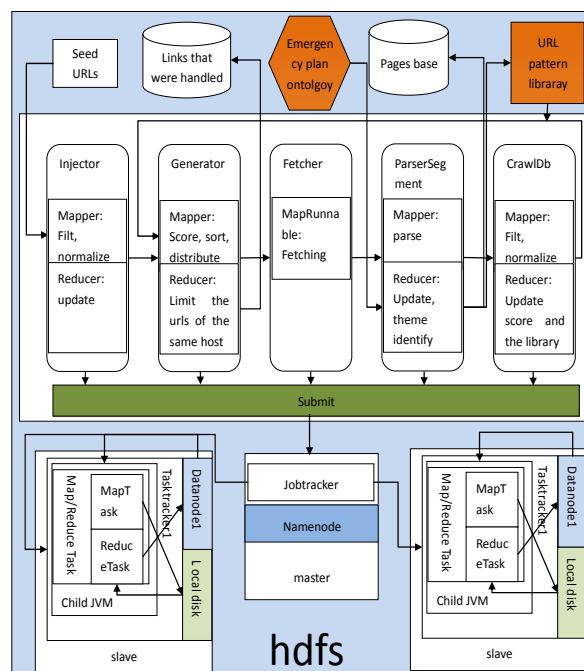 Seed
URLs
Links that
were handled
Emergen
cy plan
ontolgoy
Pages base
URL
pattern
libraray
Injector
Mapper:
Filt,
normalize
Reducer:
update
Generator
Mapper:
Score, sort,
distribute
Reducer:
Limit the
urls of the
same host
Fetcher
MapRunna
ble:
Fetching
ParserSeg
ment
Mapper:
parse
Reducer:
Update,
theme
identify
CrawlDb
Mapper:
Filt,
normalize
Reducer:
Update
score and
the library
Submit
Map/Reduce Task
MapT
ask
Reduc
eTask
Child JVM
Tasktracker1
Datanode1
Local disk
slave
Jobtracker
Namenode
master
hdfs
Map/Reduce Task
MapT
ask
Reduc
eTask
Child JVM
Tasktracker1
Datanode1
Local disk
slave